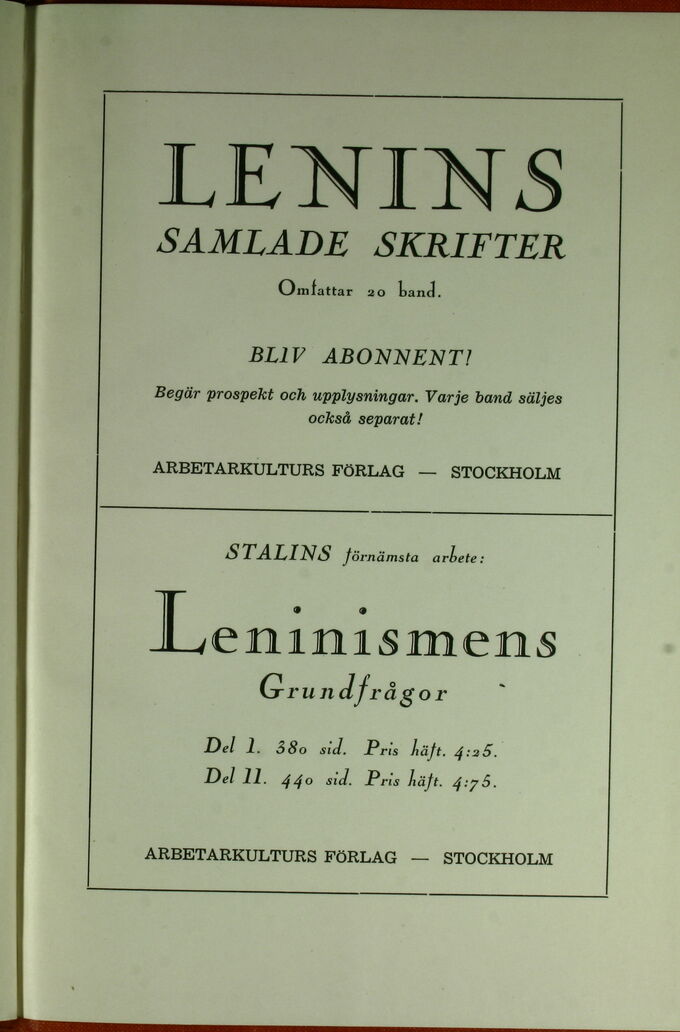 LENINS
SAMLADE SKRIFTER
Omfattar 20 band.
BLIV ABONNENT!
Begär prospekt och upplysningar. Varje band säljes
också separat!
ARBETARKULTURS FÖRLAG — STOCKHOLM
STALINS förnämsta arbete:
Leninismens
Grundfrågor
Del I. 380 sid. Pris häft. 4:25.
Del II. 440 sid. Pris häft. 4:75.
ARBETARKULTURS FÖRLAG — STOCKHOLM